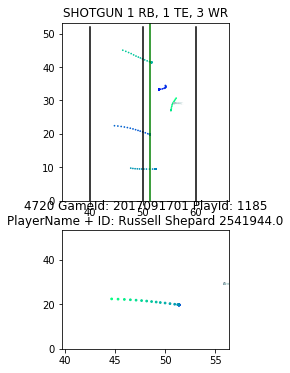 SHOTGUN 1 RB, 1 TE, 3 WR
50
40
30
20
10
0
40 50 60
4720 GameId: 2017091701 PlayId: 1185
PlayerName + ID: Russell Shepard 2541944.0
40
20
0
40 45 50 55